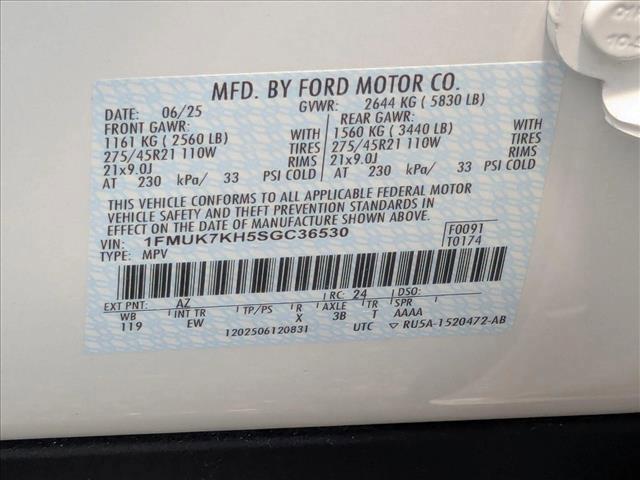 MFD. BY FORD MOTOR CO.
DATE: 06/25 GVWR: 2644 KG ( 5830 LB)
FRONT GAWR: REAR GAWR:
1161 KG ( 2560 LB) WITH 1560 KG ( 3440 LB) WITH
275/45R21 110W TIRES 275/45R21 110W TIRES
21x9.0J RIMS 21x9.0J RIMS
AT 230 kPa/ 33 PSI COLD AT 230 kPa/ 33 PSI COLD
THIS VEHICLE CONFORMS TO ALL APPLICABLE FEDERAL MOTOR
VEHICLE SAFETY AND THEFT PREVENTION STANDARDS IN
EFFECT ON THE DATE OF MANUFACTURE SHOWN ABOVE.
VIN: 1FMUK7KH5SGC36530 F0091
TYPE: MPV T0174
EXT PNT: AZ RC: 24 DSO:
WB INT TR TP/PS R AXLE TR SPR
119 EW X 3B T AAAA
1202506120831 UTC ▽ RU5A-1520472-AB